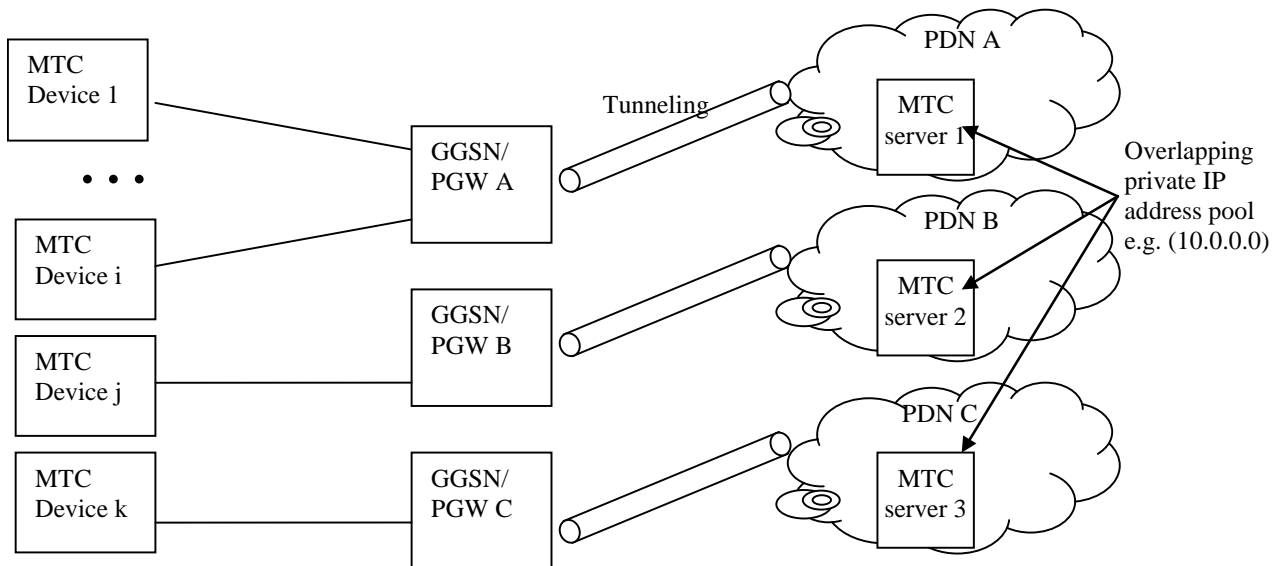 MTC
Device 1
• • •
MTC
Device i
MTC
Device j
MTC
Device k
GGSN/
PGW A
GGSN/
PGW B
GGSN/
PGW C
Tunneling
PDN A
MTC
server 1
PDN B
MTC
server 2
PDN C
MTC
server 3
Overlapping
private IP
address pool
e.g. (10.0.0.0)